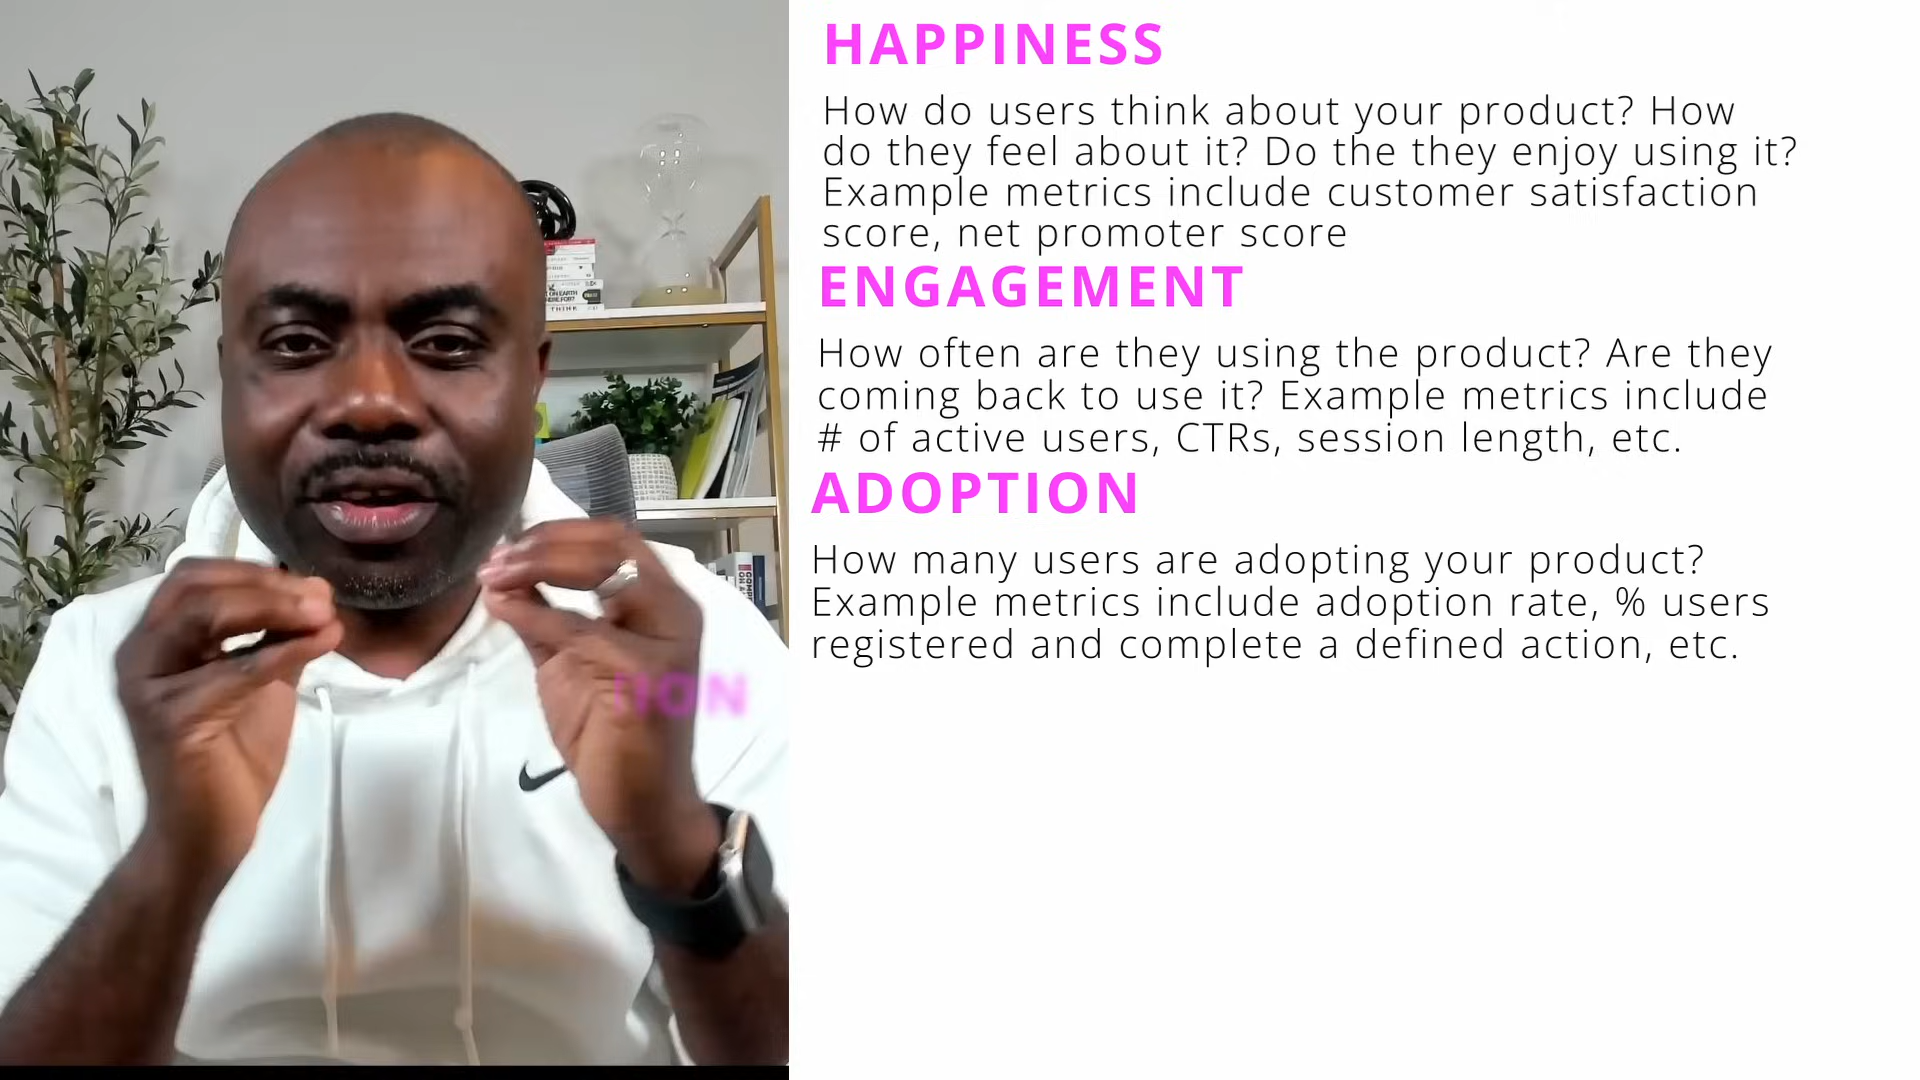 HAPPINESS
How do users think about your product? How
do they feel about it? Do the they enjoy using it?
Example metrics include customer satisfaction
score, net promoter score
ENGAGEMENT
How often are they using the product? Are they
coming back to use it? Example metrics include
# of active users, CTRs, session length, etc.
ADOPTION
How many users are adopting your product?
Example metrics include adoption rate, % users
registered and complete a defined action, etc.
ION
THINK